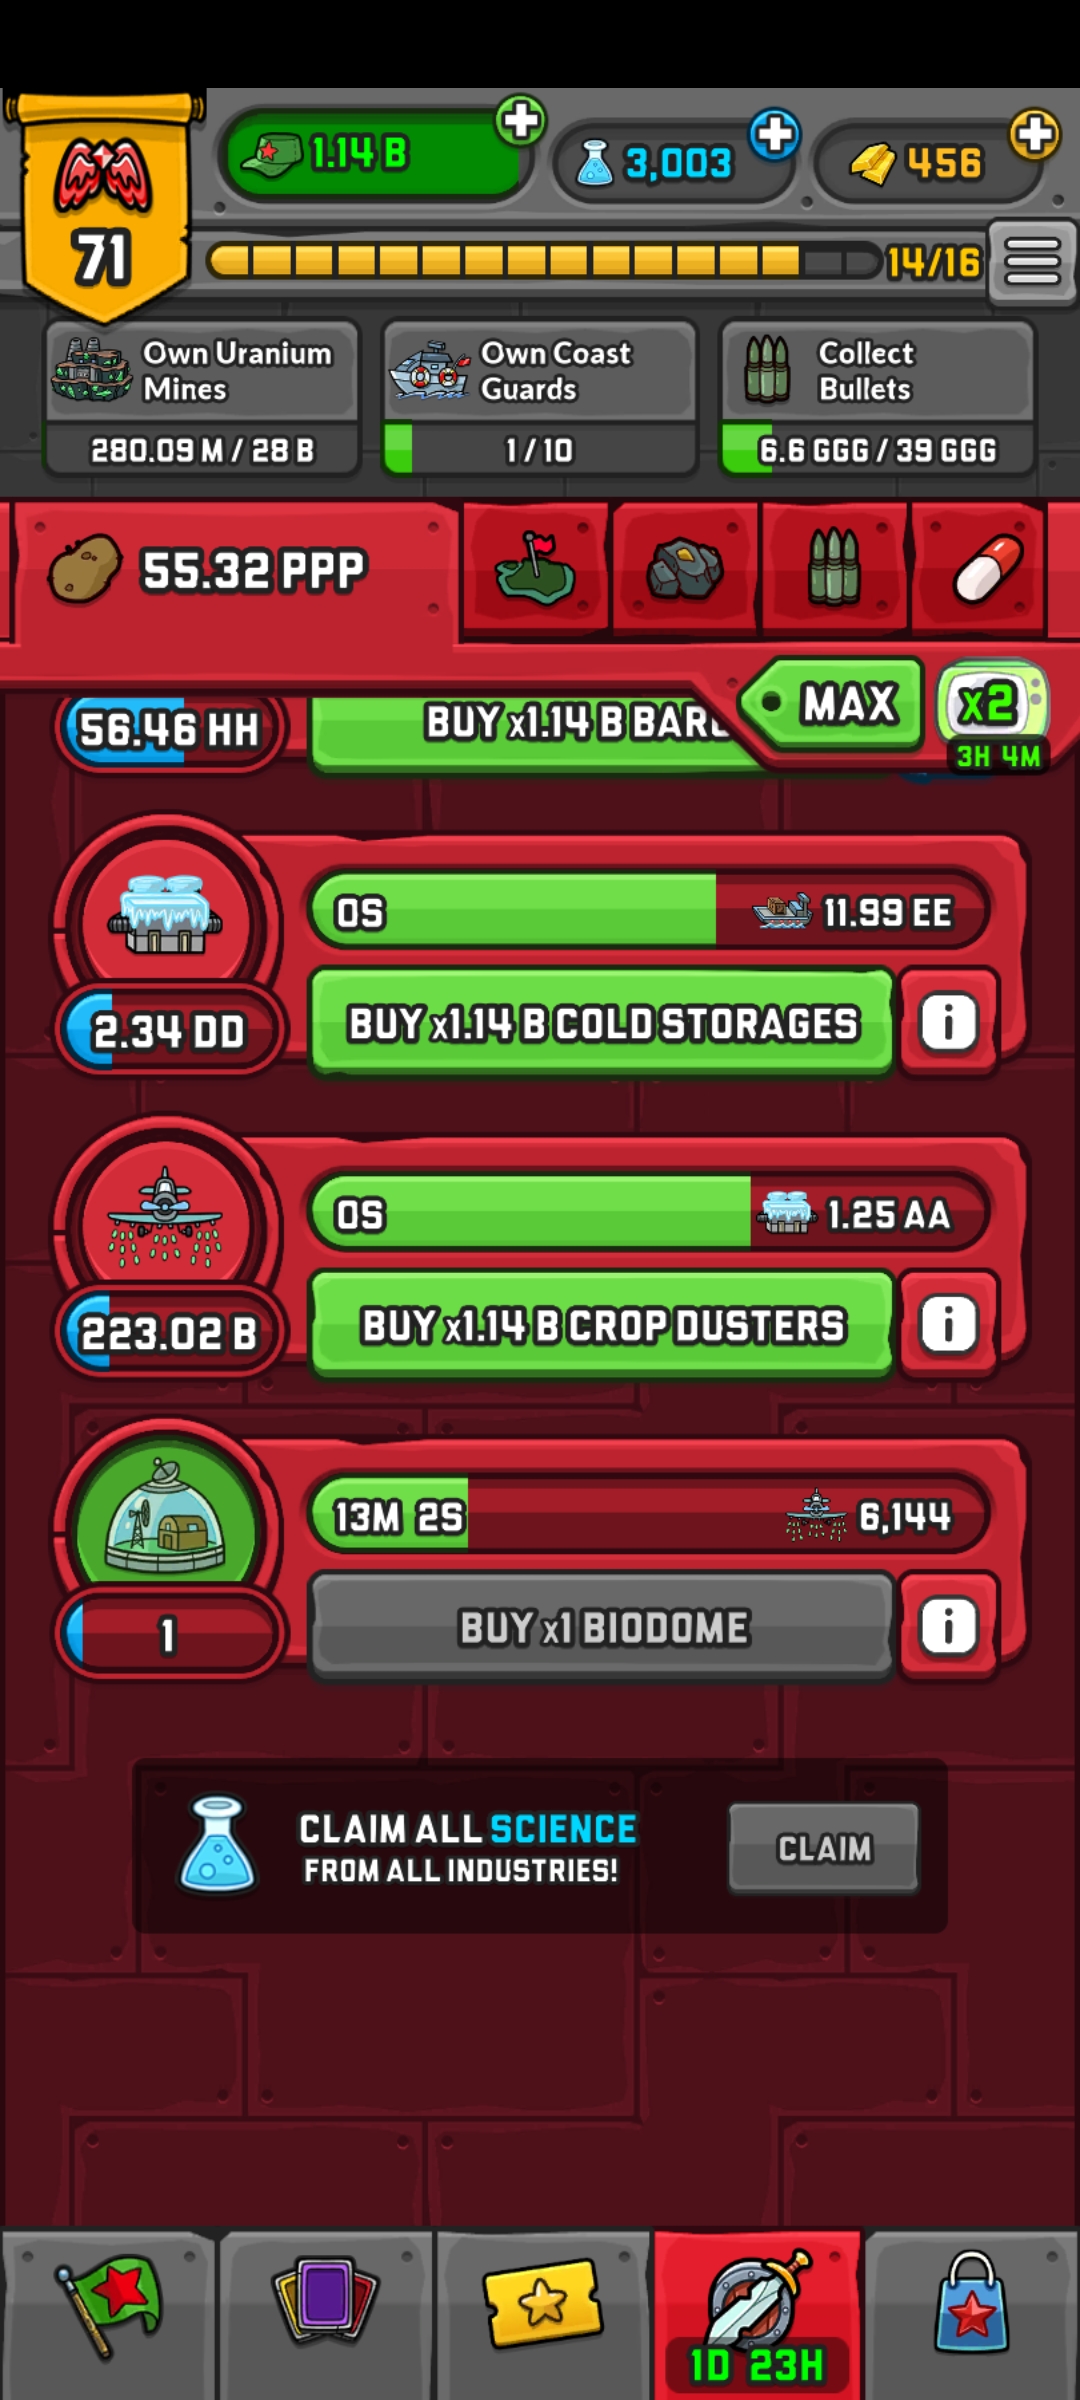 71
1.14 B
3,003
456
14/16
Own Uranium
Mines
280.09 M / 28 B
Own Coast
Guards
1 / 10
Collect
Bullets
6.6 GGG / 39 GGG
55.32 PPP
MAX
x2
3H 4M
56.46 HH
BUY x1.14 B
0S
11.99 EE
2.34 DD
BUY x1.14 B COLD STORAGES
i
0S
1.25 AA
223.02 B
BUY x1.14 B CROP DUSTERS
i
13M 2S
6,144
1
BUY x1 BIODOME
i
CLAIM ALL SCIENCE
FROM ALL INDUSTRIES!
CLAIM
1D 23H